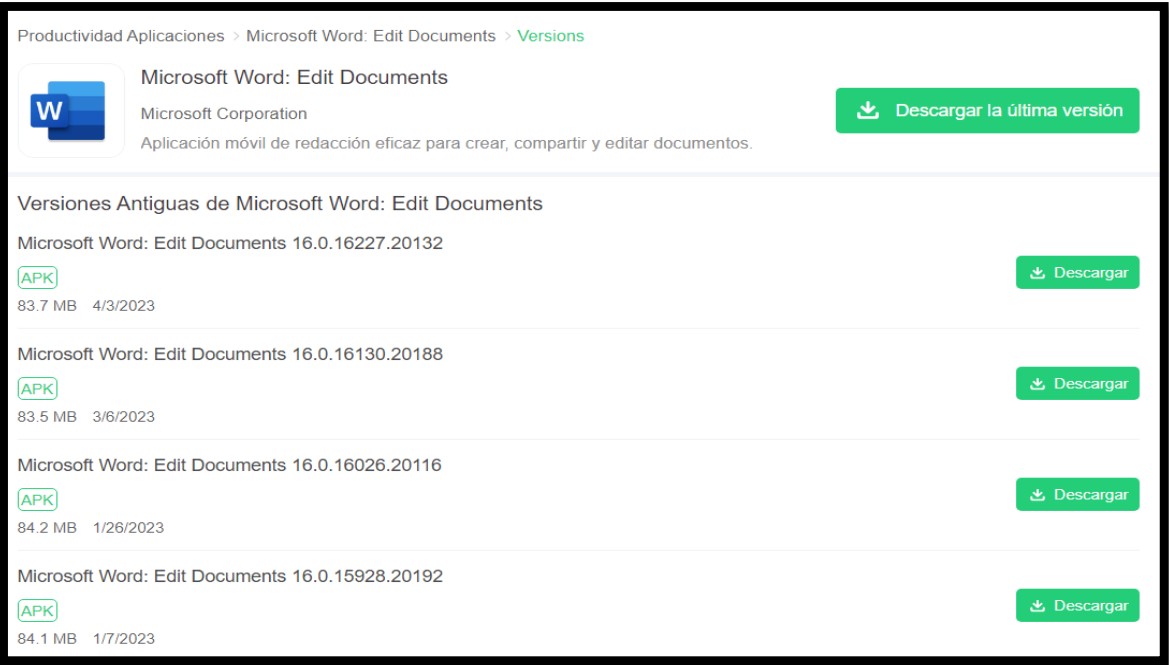 Productividad Aplicaciones > Microsoft Word: Edit Documents > Versions
W
Microsoft Word: Edit Documents
Microsoft Corporation
Aplicación móvil de redacción eficaz para crear, compartir y editar documentos.
Descargar la última versión
Versiones Antiguas de Microsoft Word: Edit Documents
Microsoft Word: Edit Documents 16.0.16227.20132
APK
83.7 MB 4/3/2023
Descargar
Microsoft Word: Edit Documents 16.0.16130.20188
APK
83.5 MB 3/6/2023
Descargar
Microsoft Word: Edit Documents 16.0.16026.20116
APK
84.2 MB 1/26/2023
Descargar
Microsoft Word: Edit Documents 16.0.15928.20192
APK
84.1 MB 1/7/2023
Descargar